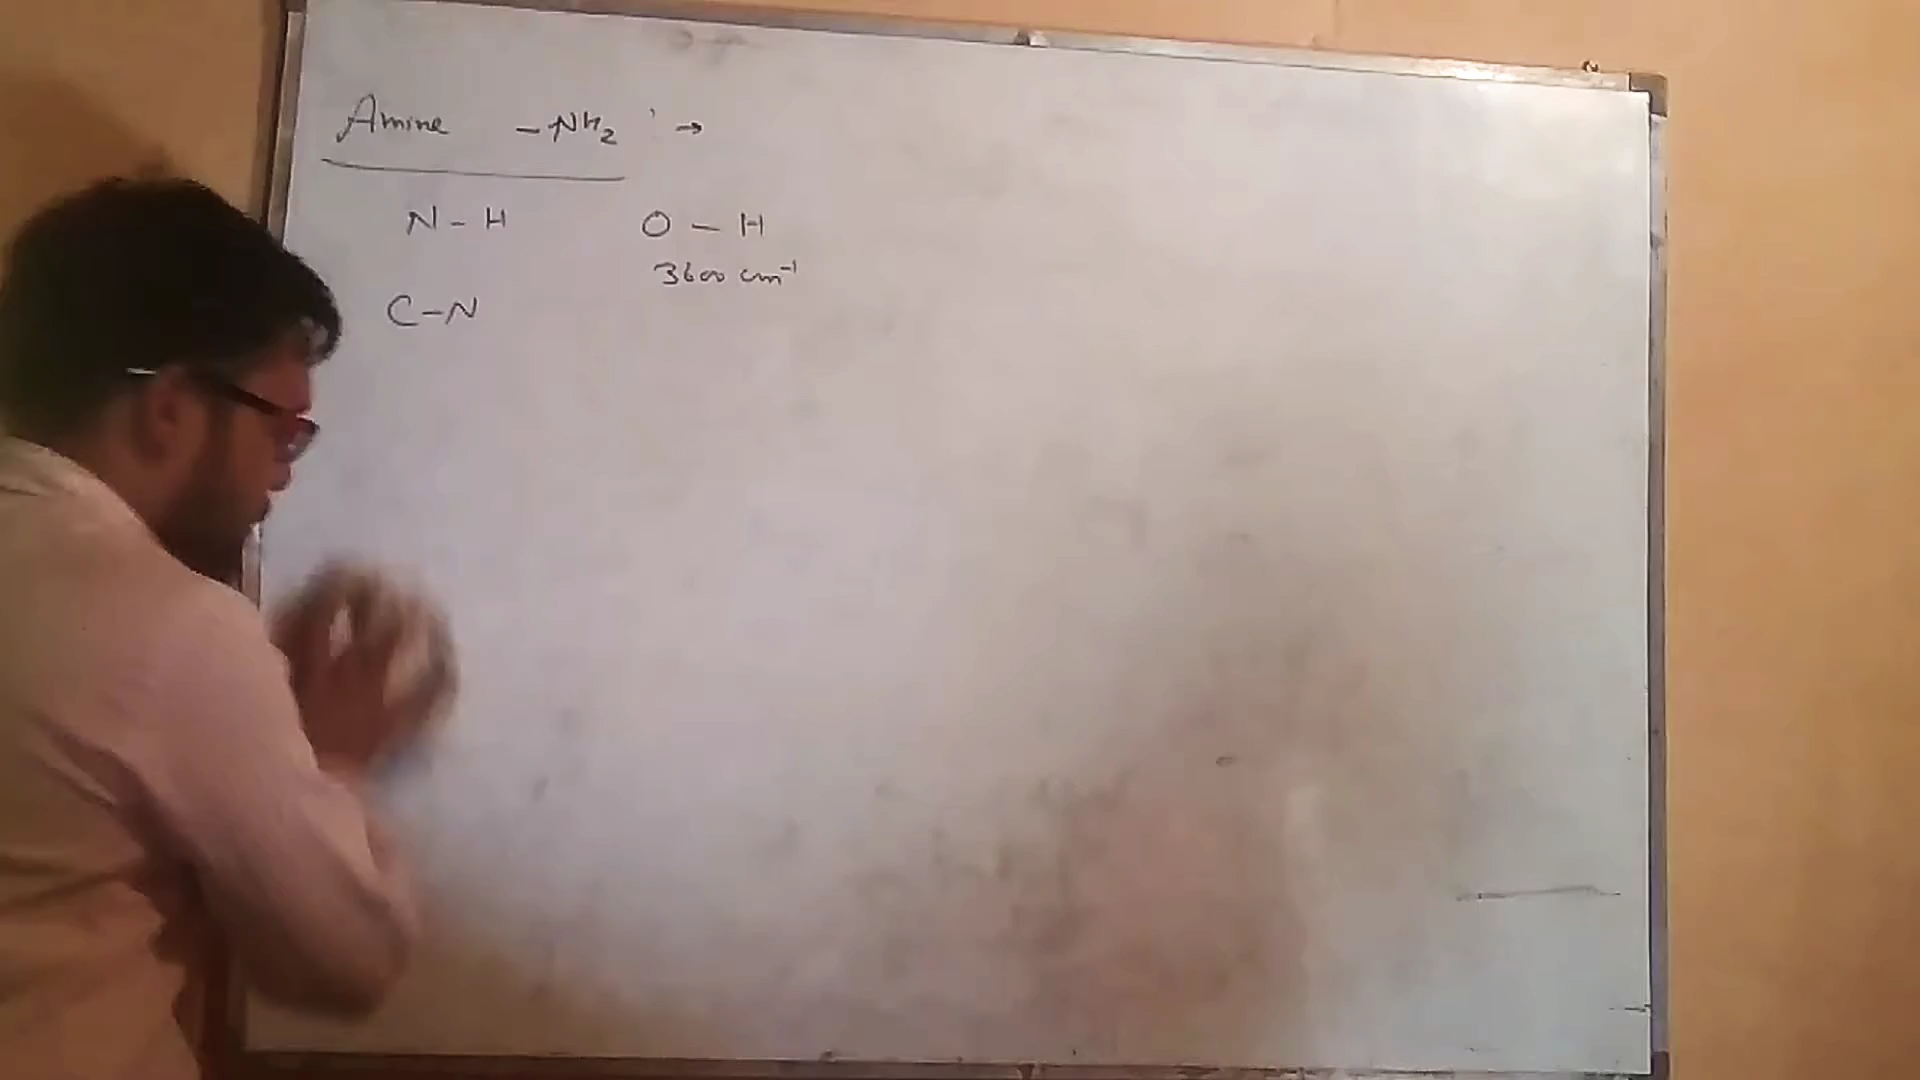 Amine -NH₂ : →
N-H O-H
3600 cm⁻¹
C-N